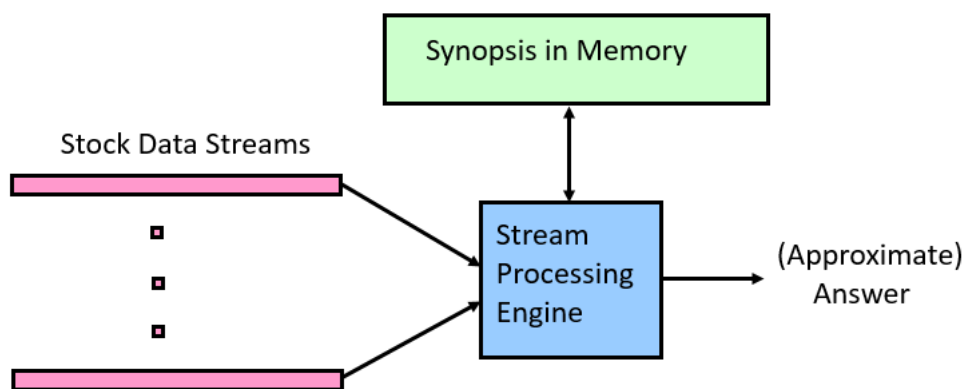 Synopsis in Memory
Stock Data Streams
Stream
Processing
Engine
(Approximate)
Answer